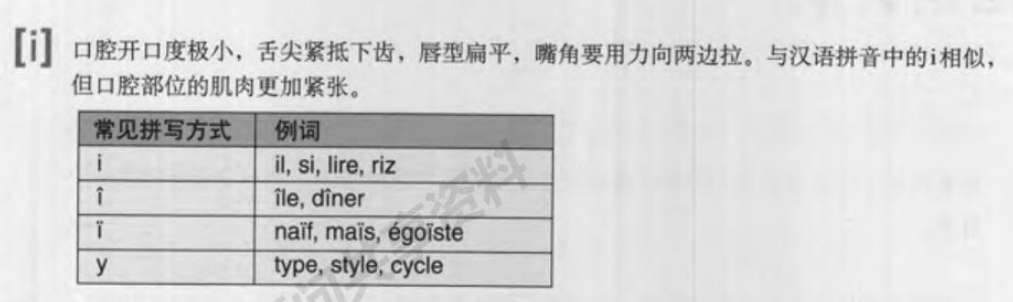 [i] 口腔开口度极小，舌尖紧抵下齿，唇型扁平，嘴角要用力向两边拉。与汉语拼音中的i相似，
但口腔部位的肌肉更加紧张。
常见拼写方式 例词
i il, si, lire, riz
î île, dîner
ï naïf, maïs, égoïste
y type, style, cycle